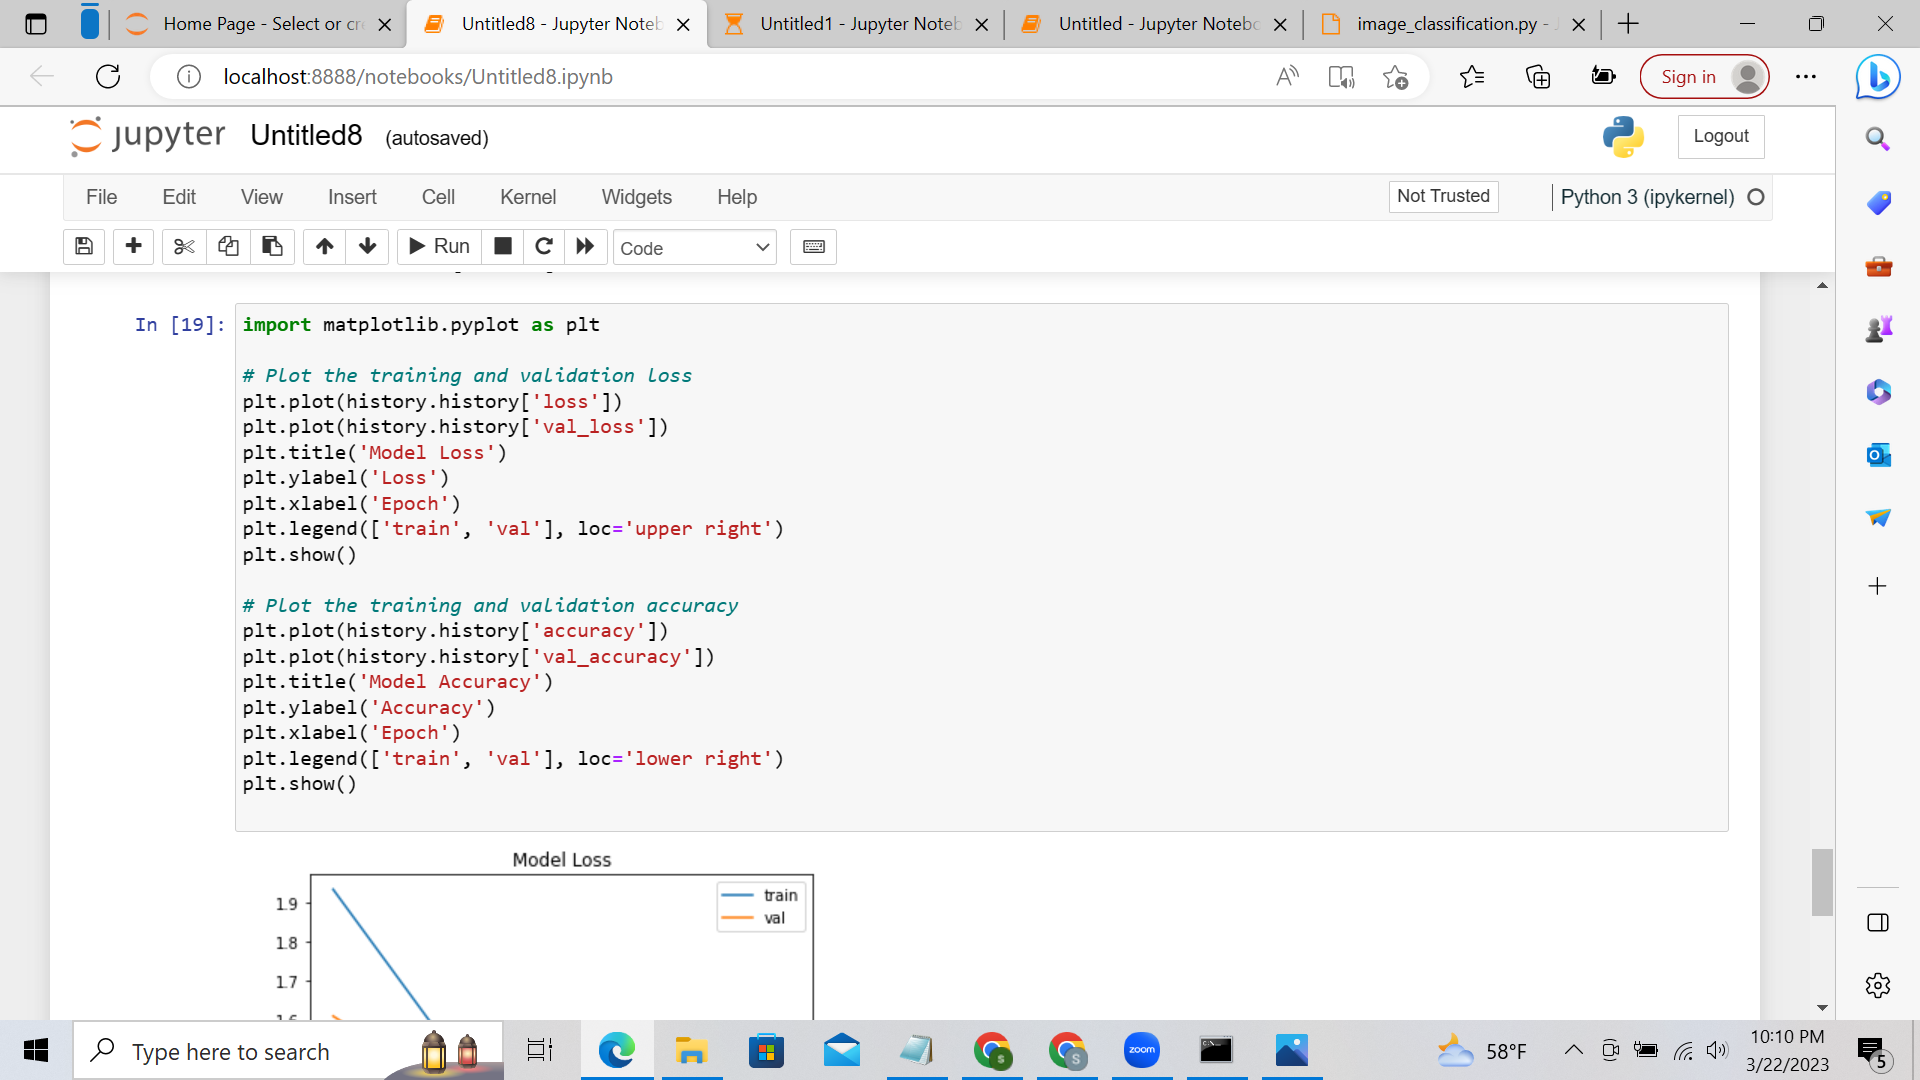 Home Page - Select or cr
Untitled8 - Jupyter Noteb
Untitled1 - Jupyter Noteb
Untitled - Jupyter Notebo
image_classification.py -
localhost:8888/notebooks/Untitled8.ipynb
Sign in
jupyter Untitled8 (autosaved)
Logout
File Edit View Insert Cell Kernel Widgets Help
Not Trusted
Python 3 (ipykernel)
Run
Code
In [19]:
import matplotlib.pyplot as plt
# Plot the training and validation loss
plt.plot(history.history['loss'])
plt.plot(history.history['val_loss'])
plt.title('Model Loss')
plt.ylabel('Loss')
plt.xlabel('Epoch')
plt.legend(['train', 'val'], loc='upper right')
plt.show()
# Plot the training and validation accuracy
plt.plot(history.history['accuracy'])
plt.plot(history.history['val_accuracy'])
plt.title('Model Accuracy')
plt.ylabel('Accuracy')
plt.xlabel('Epoch')
plt.legend(['train', 'val'], loc='lower right')
plt.show()
Model Loss
train
val
1.9
1.8
1.7
Type here to search
zoom
58°F
10:10 PM
3/22/2023
5